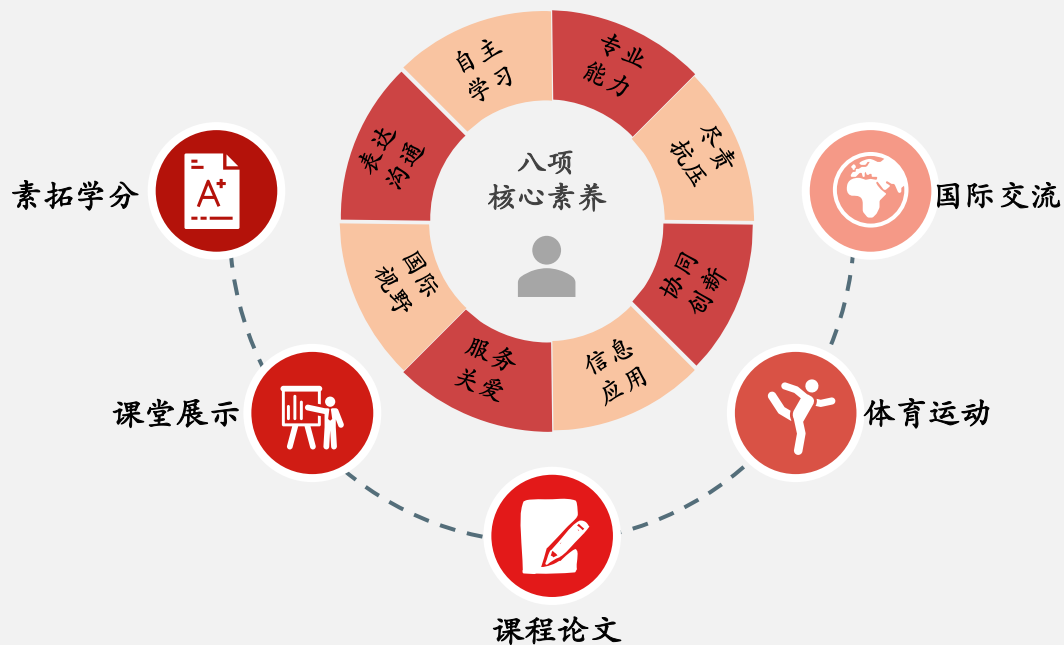 八项
核心素养
自主
学习
专业
能力
尽责
抗压
协同
创新
信息
应用
服务
关爱
国际
视野
表达
沟通
素拓学分
A+
课堂展示
课程论文
体育运动
国际交流